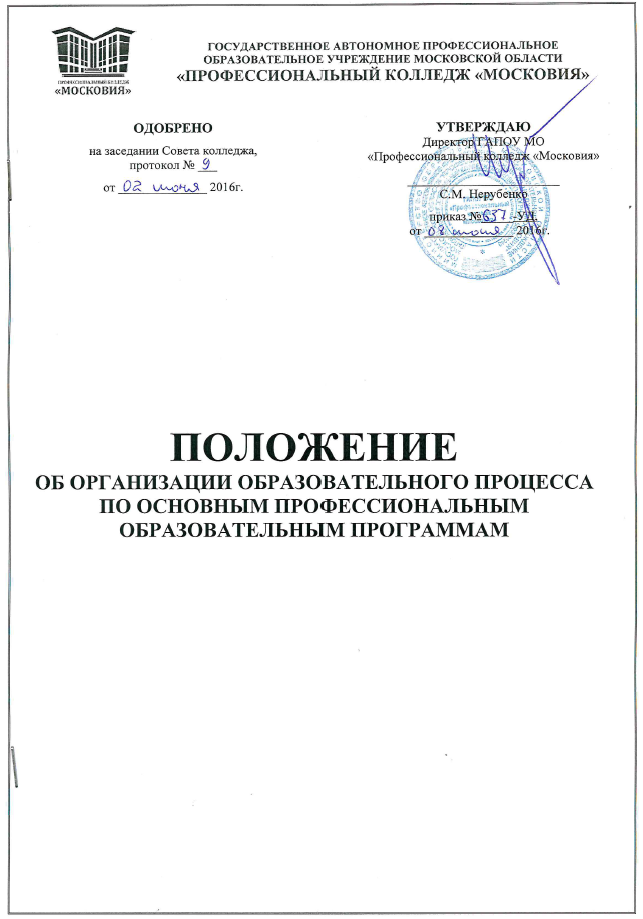 ПРОФЕССИОНАЛЬНЫЙ КОЛЛЕДЖ
«МОСКОВИЯ»
ГОСУДАРСТВЕННОЕ АВТОНОМНОЕ ПРОФЕССИОНАЛЬНОЕ
ОБРАЗОВАТЕЛЬНОЕ УЧРЕЖДЕНИЕ МОСКОВСКОЙ ОБЛАСТИ
«ПРОФЕССИОНАЛЬНЫЙ КОЛЛЕДЖ «МОСКОВИЯ»
ОДОБРЕНО
на заседании Совета колледжа,
протокол № 9
от 02 июня 2016г.
УТВЕРЖДАЮ
Директор ГАПОУ МО
«Профессиональный колледж «Московия»
С.М. Нерубенко
приказ № 637 -УД.
от 08 июня 2016г.
ПОЛОЖЕНИЕ
ОБ ОРГАНИЗАЦИИ ОБРАЗОВАТЕЛЬНОГО ПРОЦЕССА
ПО ОСНОВНЫМ ПРОФЕССИОНАЛЬНЫМ
ОБРАЗОВАТЕЛЬНЫМ ПРОГРАММАМ